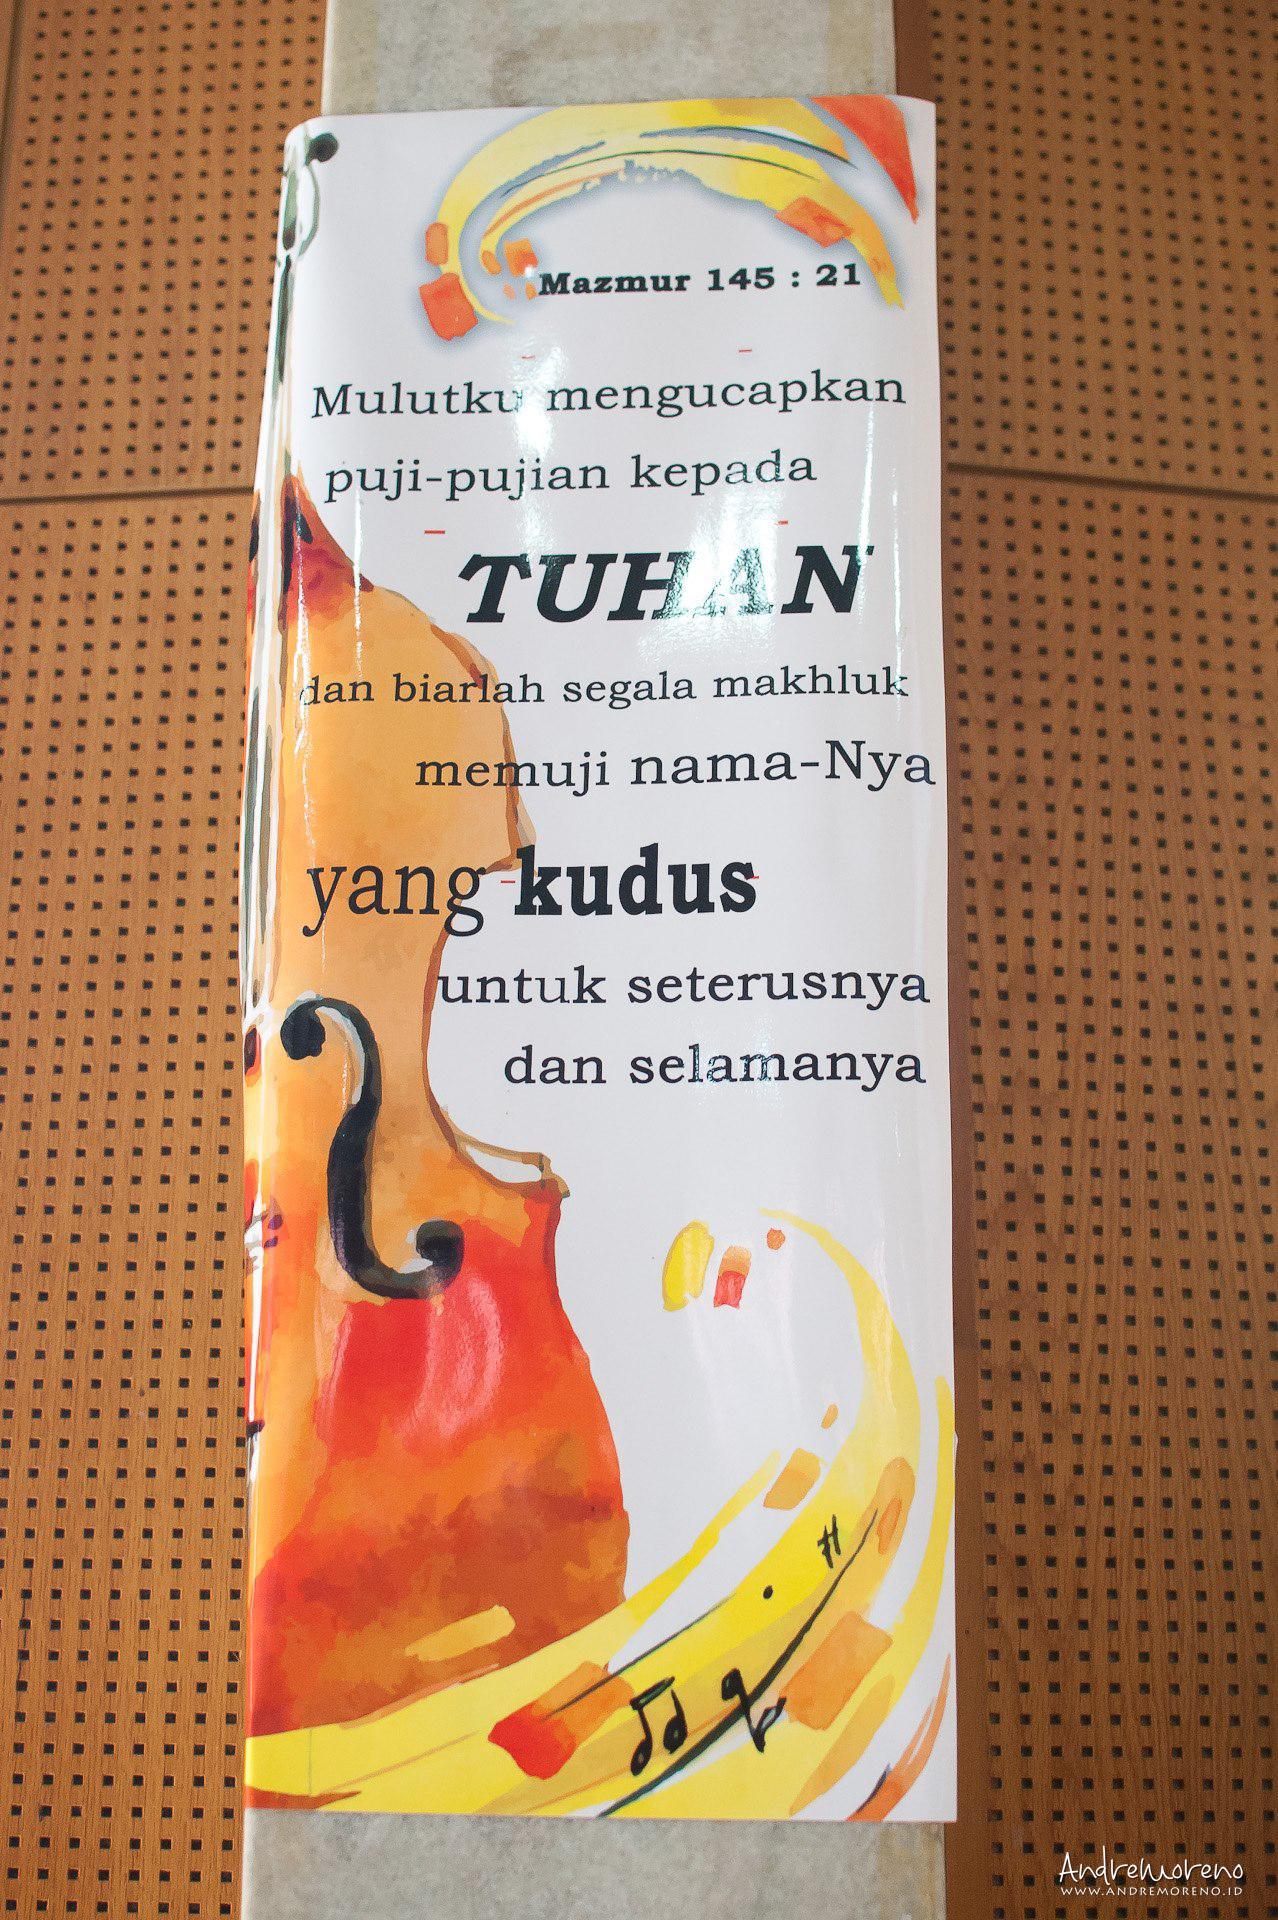 Mazmur 145 : 21
Mulutku mengucapkan
puji-pujian kepada
TUHAN
dan biarlah segala makhluk
memuji nama-Nya
yang kudus
untuk seterusnya
dan selamanya
AndreMoreno
WWW.ANDREMORENO.ID